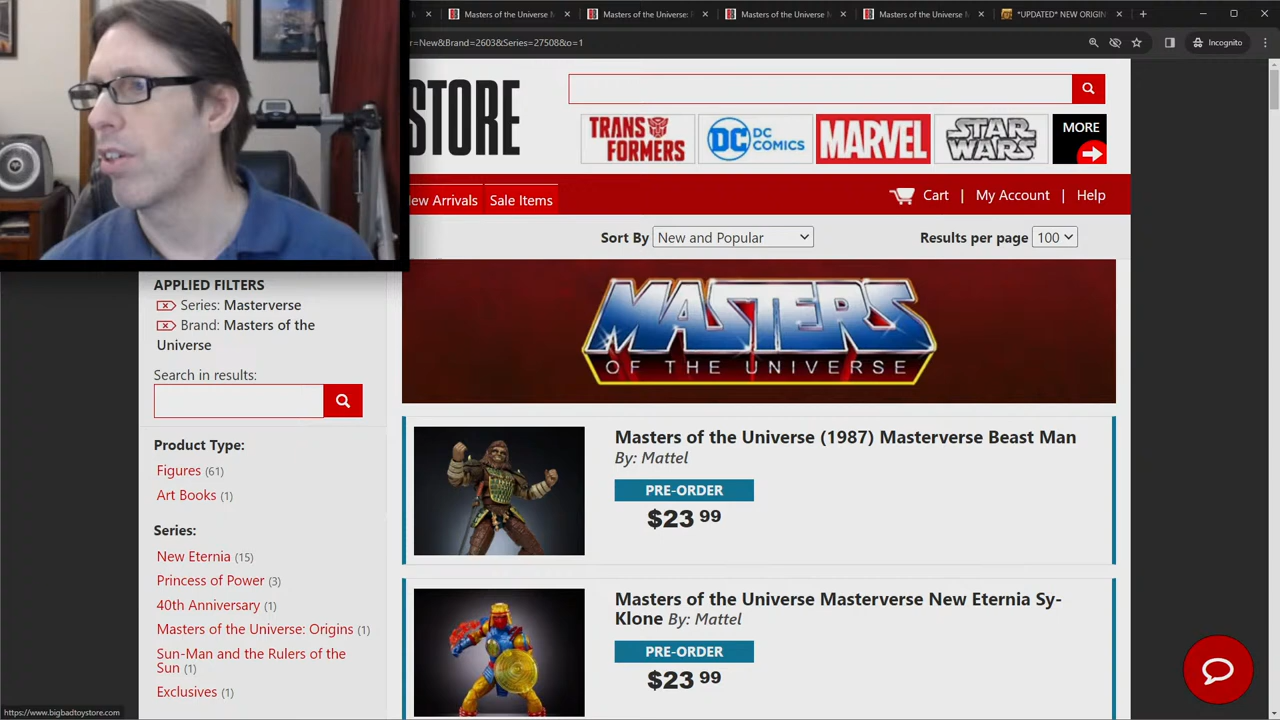 Masters of the Universe M
Masters of the Universe:
Masters of the Universe M
Masters of the Universe M
*UPDATED* NEW ORIGIN
r=New&Brand=2603&Series=27508&o=1
Incognito
STORE
TRANS
FORMERS
DC
DC
COMICS
MARVEL
STAR
WARS
MORE
ew Arrivals
Sale Items
Cart | My Account | Help
Sort By New and Popular
Results per page 100
APPLIED FILTERS
Series: Masterverse
Brand: Masters of the
Universe
Search in results:
Product Type:
Figures (61)
Art Books (1)
Series:
New Eternia (15)
Princess of Power (3)
40th Anniversary (1)
Masters of the Universe: Origins (1)
Sun-Man and the Rulers of the
Sun (1)
Exclusives (1)
MASTERS
OF THE UNIVERSE
Masters of the Universe (1987) Masterverse Beast Man
By: Mattel
PRE-ORDER
$23 99
Masters of the Universe Masterverse New Eternia Sy-
Klone By: Mattel
PRE-ORDER
$23 99
https://www.bigbadtoystore.com